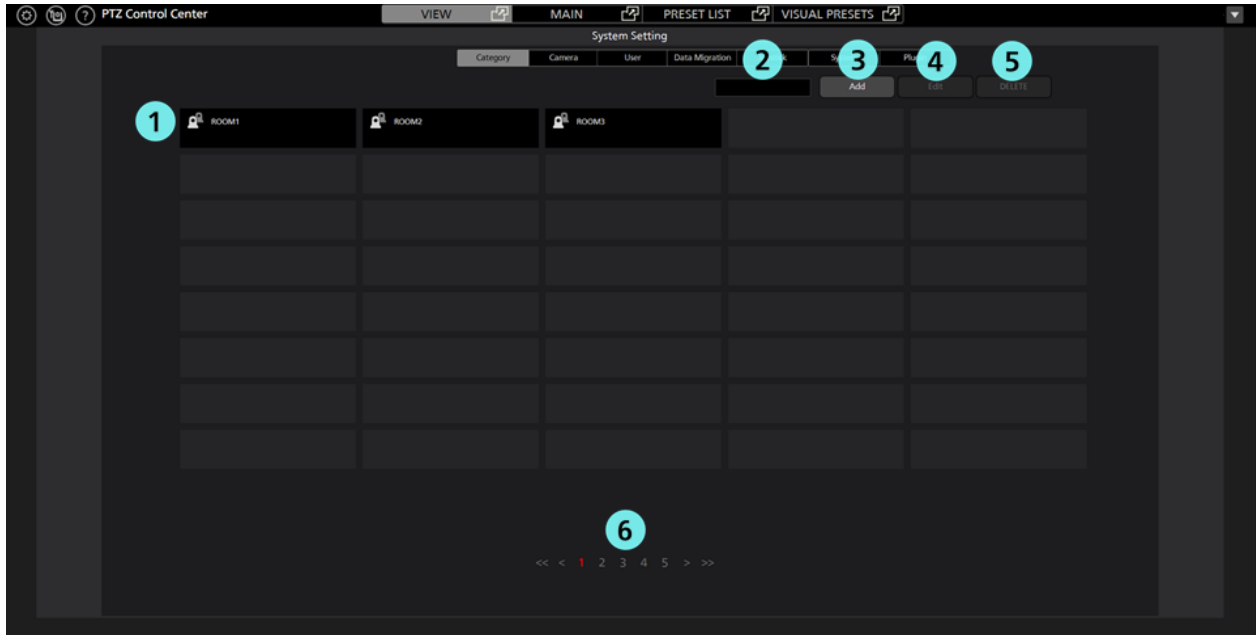 PTZ Control Center VIEW MAIN PRESET LIST VISUAL PRESETS
System Setting
Category Camera User Data Migration
2 3 4 5
Add Edit DELETE
1 ROOM1 ROOM2 ROOM3
6
<< < 1 2 3 4 5 > >>